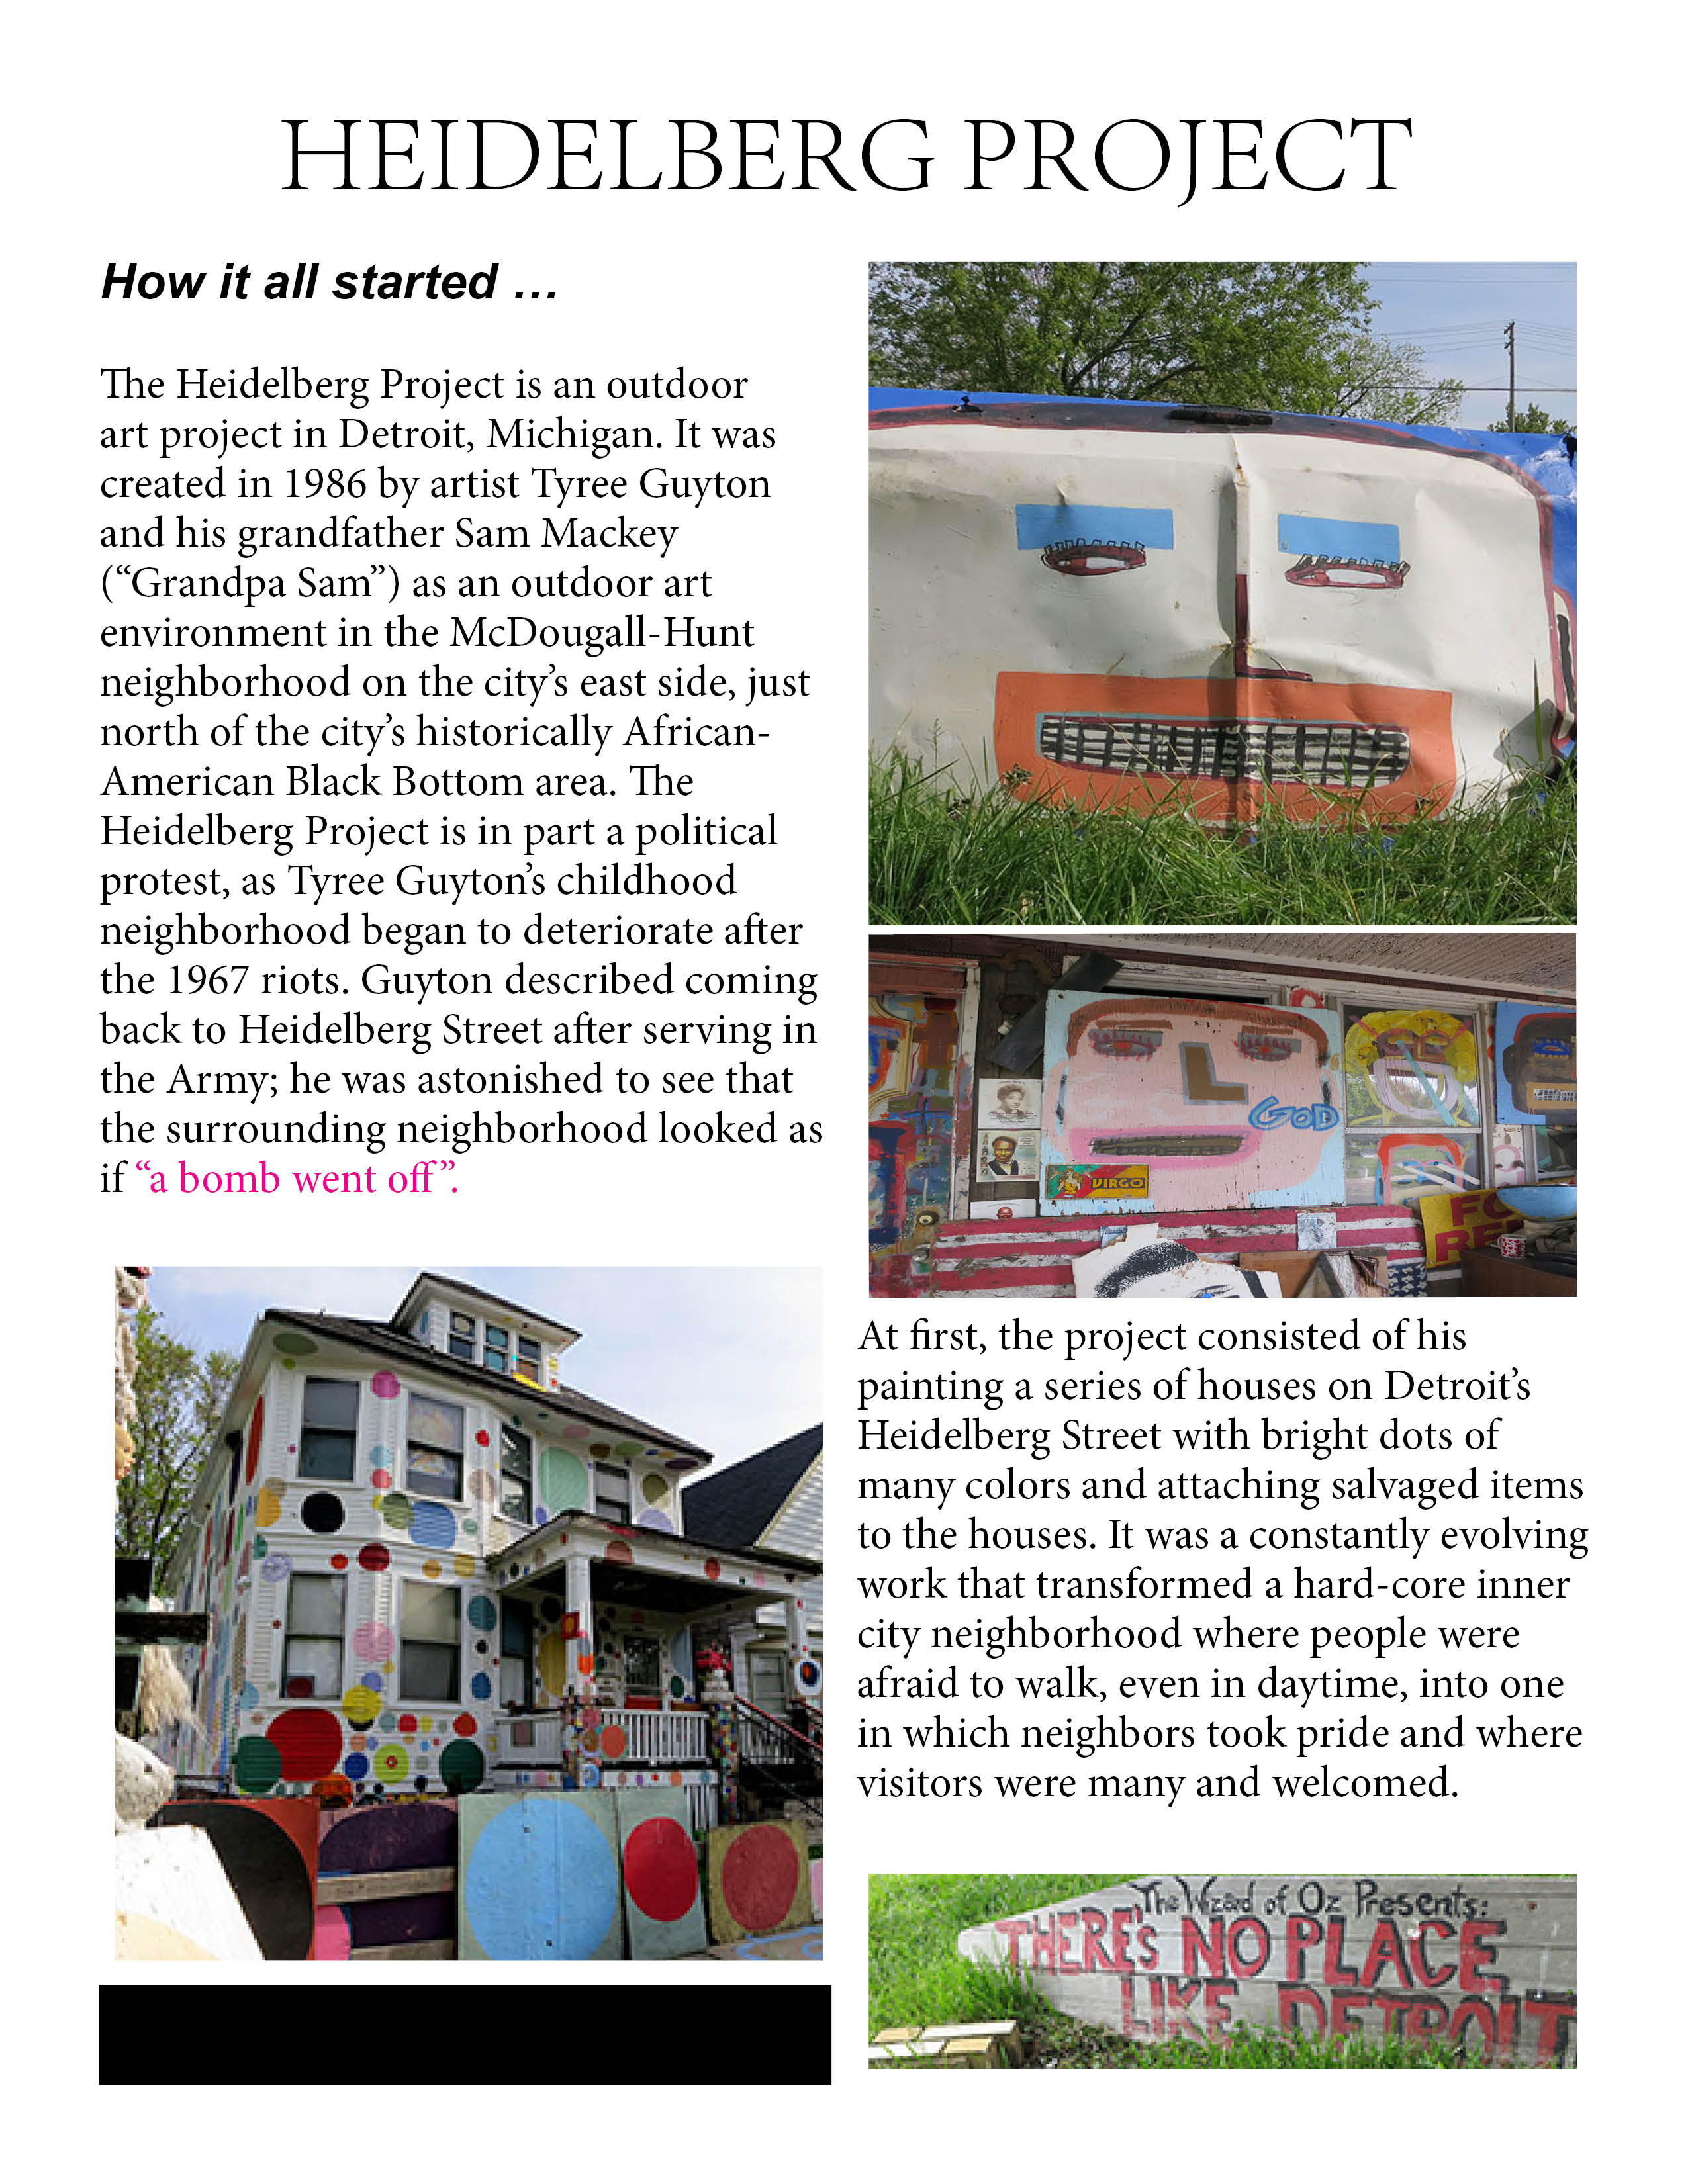 HEIDELBERG PROJECT
How it all started …
The Heidelberg Project is an outdoor
art project in Detroit, Michigan. It was
created in 1986 by artist Tyree Guyton
and his grandfather Sam Mackey
(“Grandpa Sam”) as an outdoor art
environment in the McDougall-Hunt
neighborhood on the city’s east side, just
north of the city’s historically African-
American Black Bottom area. The
Heidelberg Project is in part a political
protest, as Tyree Guyton’s childhood
neighborhood began to deteriorate after
the 1967 riots. Guyton described coming
back to Heidelberg Street after serving in
the Army; he was astonished to see that
the surrounding neighborhood looked as
if “a bomb went off”.
GOD
VIRGO
FO
RE
At first, the project consisted of his
painting a series of houses on Detroit’s
Heidelberg Street with bright dots of
many colors and attaching salvaged items
to the houses. It was a constantly evolving
work that transformed a hard-core inner
city neighborhood where people were
afraid to walk, even in daytime, into one
in which neighbors took pride and where
visitors were many and welcomed.
The Wizard of Oz Presents:
THERE'S NO PLACE
LIKE DETROIT